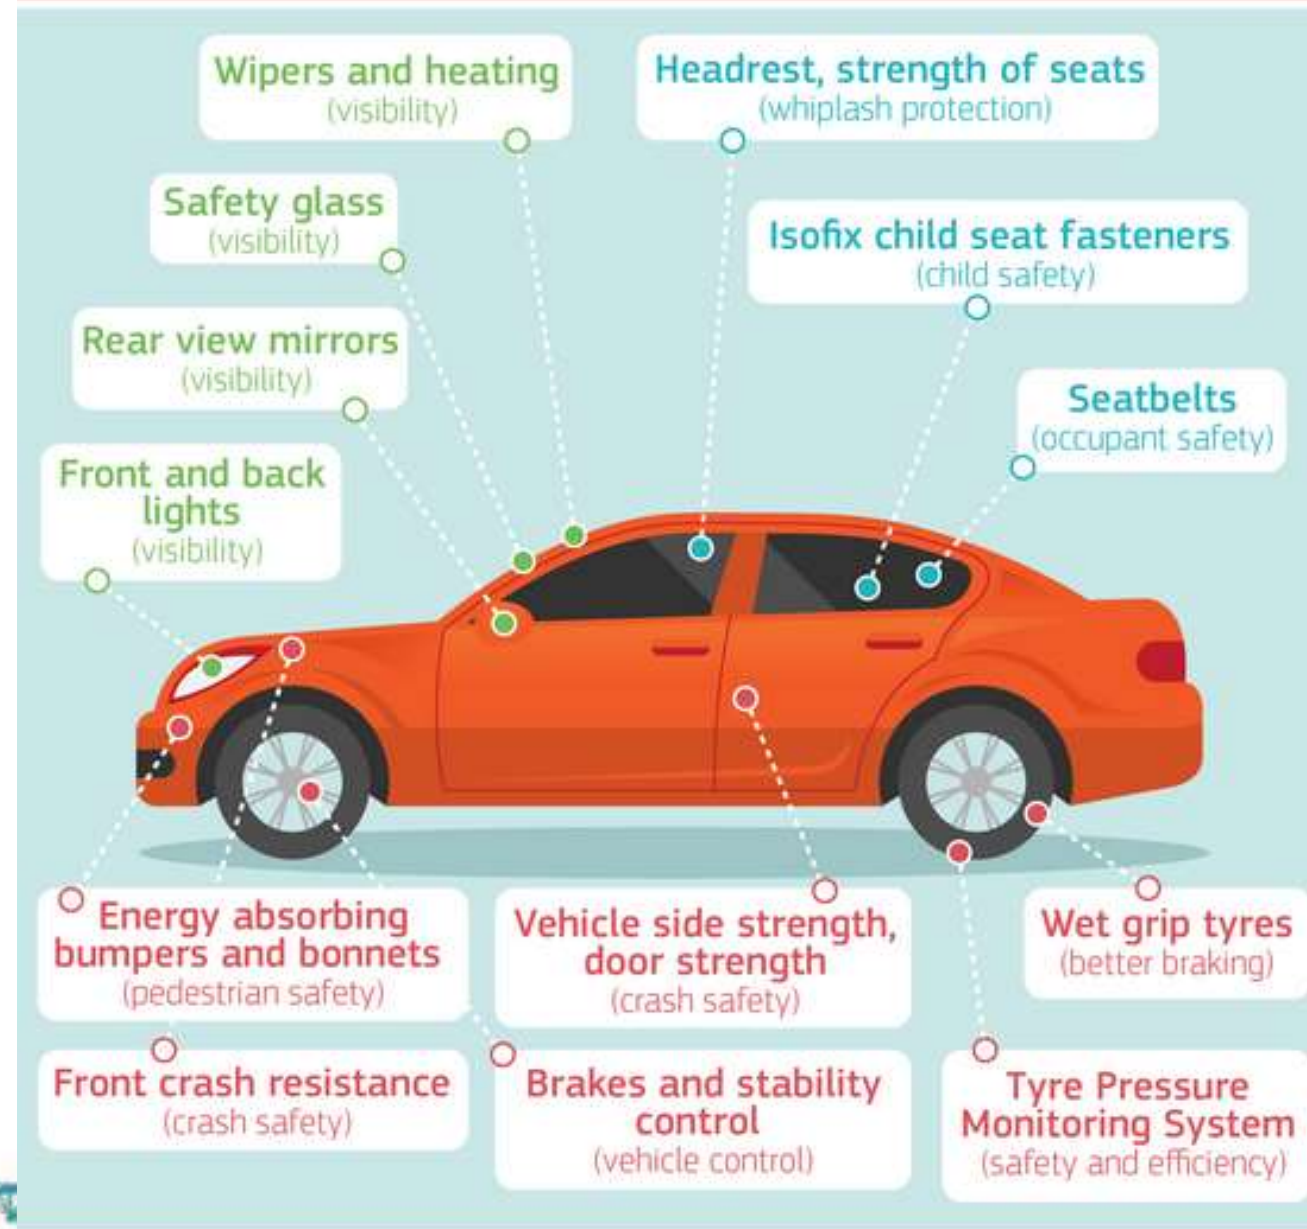 Wipers and heating
(visibility)
Headrest, strength of seats
(whiplash protection)
Safety glass
(visibility)
Isofix child seat fasteners
(child safety)
Rear view mirrors
(visibility)
Seatbelts
(occupant safety)
Front and back
lights
(visibility)
Energy absorbing
bumpers and bonnets
(pedestrian safety)
Vehicle side strength,
door strength
(crash safety)
Wet grip tyres
(better braking)
Front crash resistance
(crash safety)
Brakes and stability
control
(vehicle control)
Tyre Pressure
Monitoring System
(safety and efficiency)